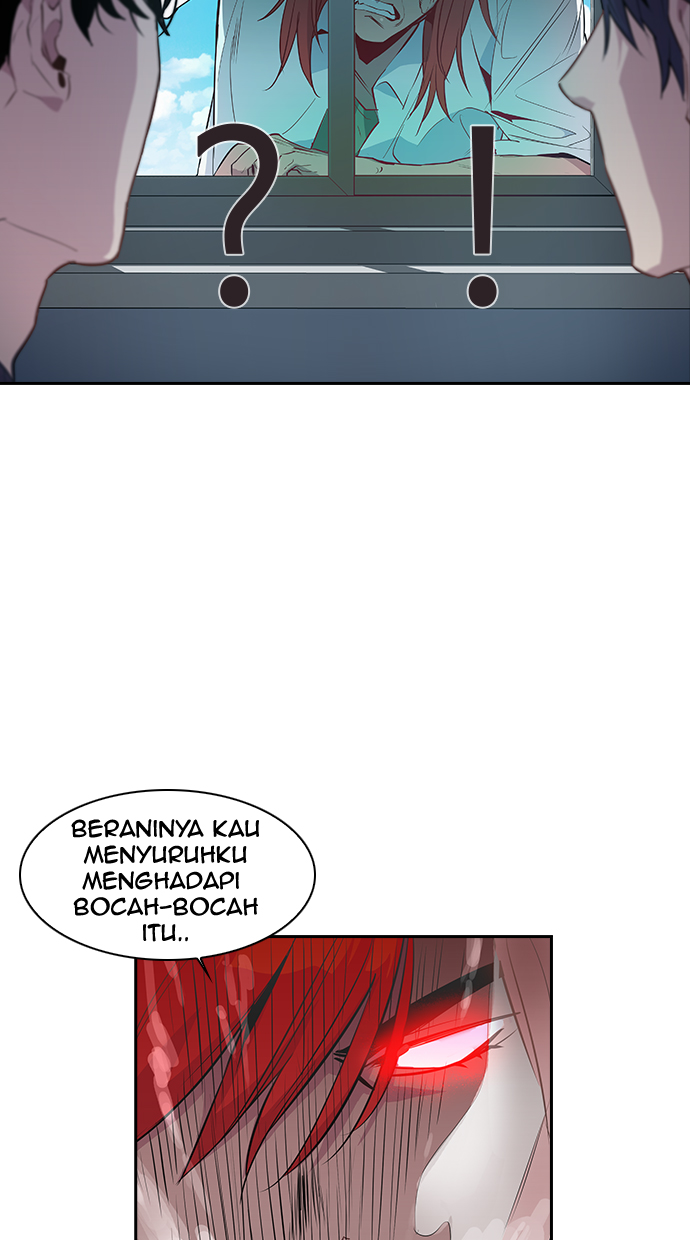 ? !
BERANINYA KAU
MENYURUHKU
MENGHADAPI
BOCAH-BOCAH
ITU..